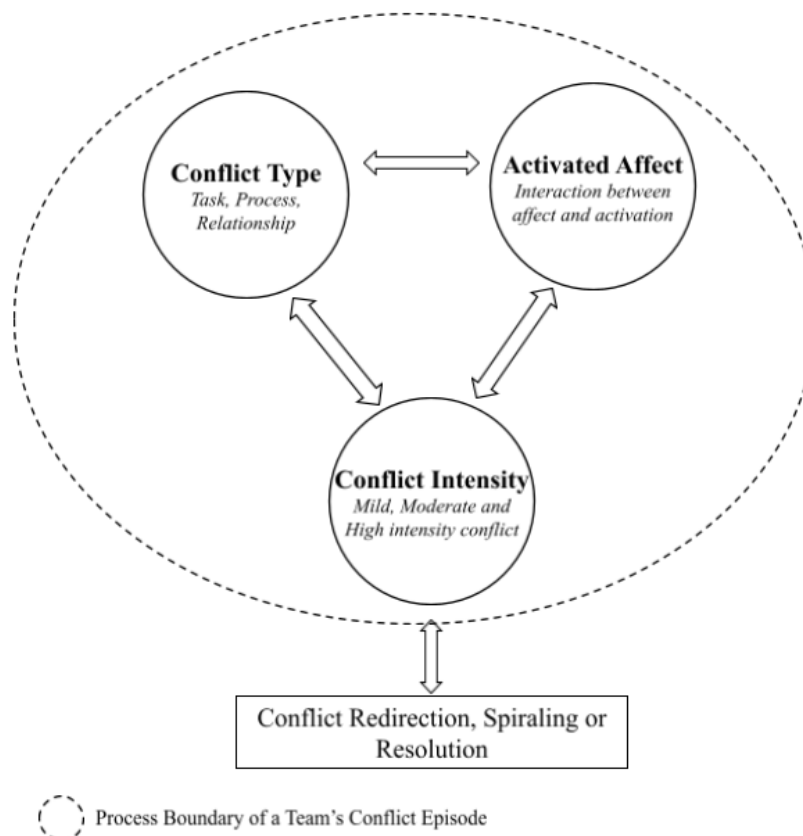 Conflict Type
Task, Process,
Relationship
Activated Affect
Interaction between
affect and activation
Conflict Intensity
Mild, Moderate and
High intensity conflict
Conflict Redirection, Spiraling or
Resolution
Process Boundary of a Team's Conflict Episode